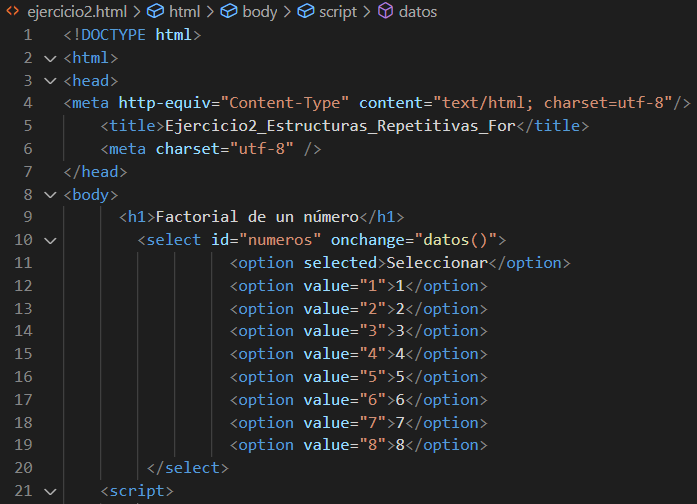 ejercicio2.html > html > body > script > datos
1 <!DOCTYPE html>
2 <html>
3 <head>
4 <meta http-equiv="Content-Type" content="text/html; charset=utf-8"/>
5 <title>Ejercicio2_Estructuras_Repetitivas_For</title>
6 <meta charset="utf-8" />
7 </head>
8 <body>
9 <h1>Factorial de un número</h1>
10 <select id="numeros" onchange="datos()">
11 <option selected>Seleccionar</option>
12 <option value="1">1</option>
13 <option value="2">2</option>
14 <option value="3">3</option>
15 <option value="4">4</option>
16 <option value="5">5</option>
17 <option value="6">6</option>
18 <option value="7">7</option>
19 <option value="8">8</option>
20 </select>
21 <script>